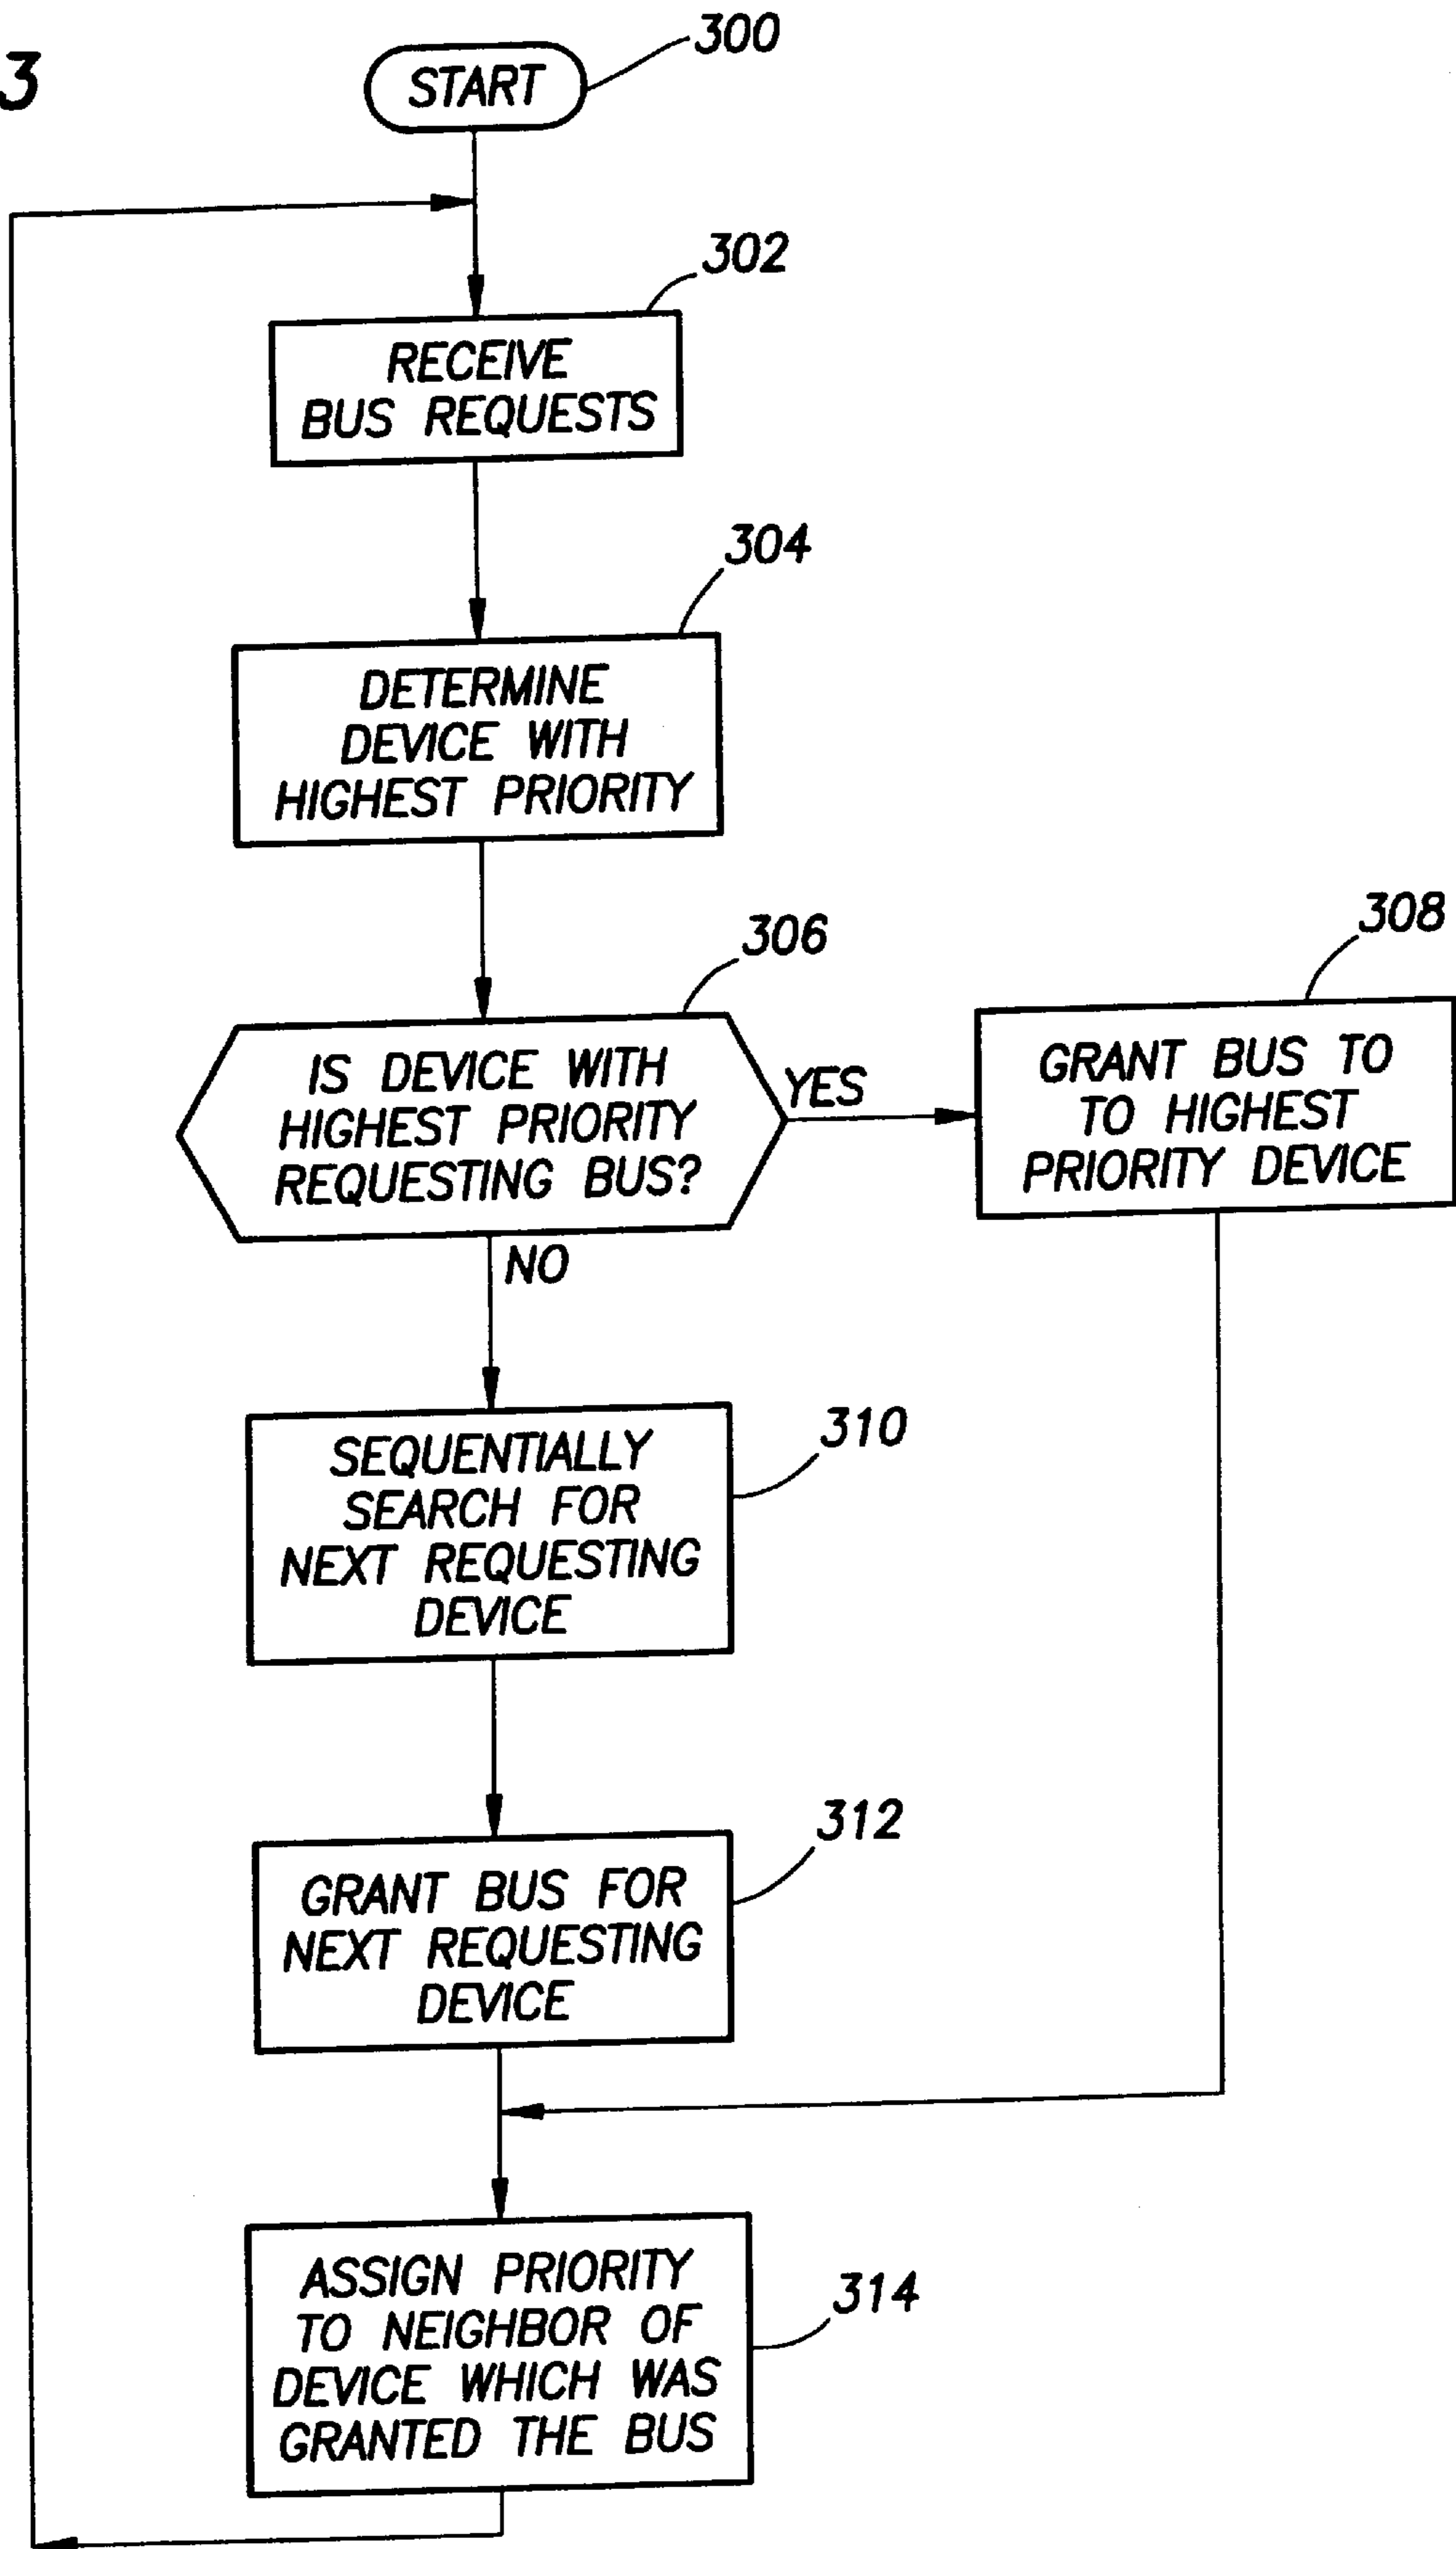 3
START
300
302
RECEIVE
BUS REQUESTS
304
DETERMINE
DEVICE WITH
HIGHEST PRIORITY
306
IS DEVICE WITH
HIGHEST PRIORITY
REQUESTING BUS?
YES
NO
308
GRANT BUS TO
TO HIGHEST
PRIORITY DEVICE
310
SEQUENTIALLY
SEARCH FOR
NEXT REQUESTING
DEVICE
312
GRANT BUS FOR
NEXT REQUESTING
DEVICE
314
ASSIGN PRIORITY
TO NEIGHBOR OF
DEVICE WHICH WAS
GRANTED THE BUS